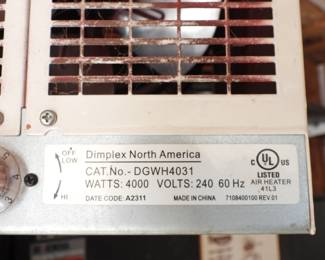 OFF
LOW
HI
Dimplex North America
CAT.No.- DGWH4031
WATTS: 4000 VOLTS: 240 60 Hz
DATE CODE: A2311 MADE IN CHINA 7108400100 REV 01
C UL US
LISTED
AIR HEATER
41L3